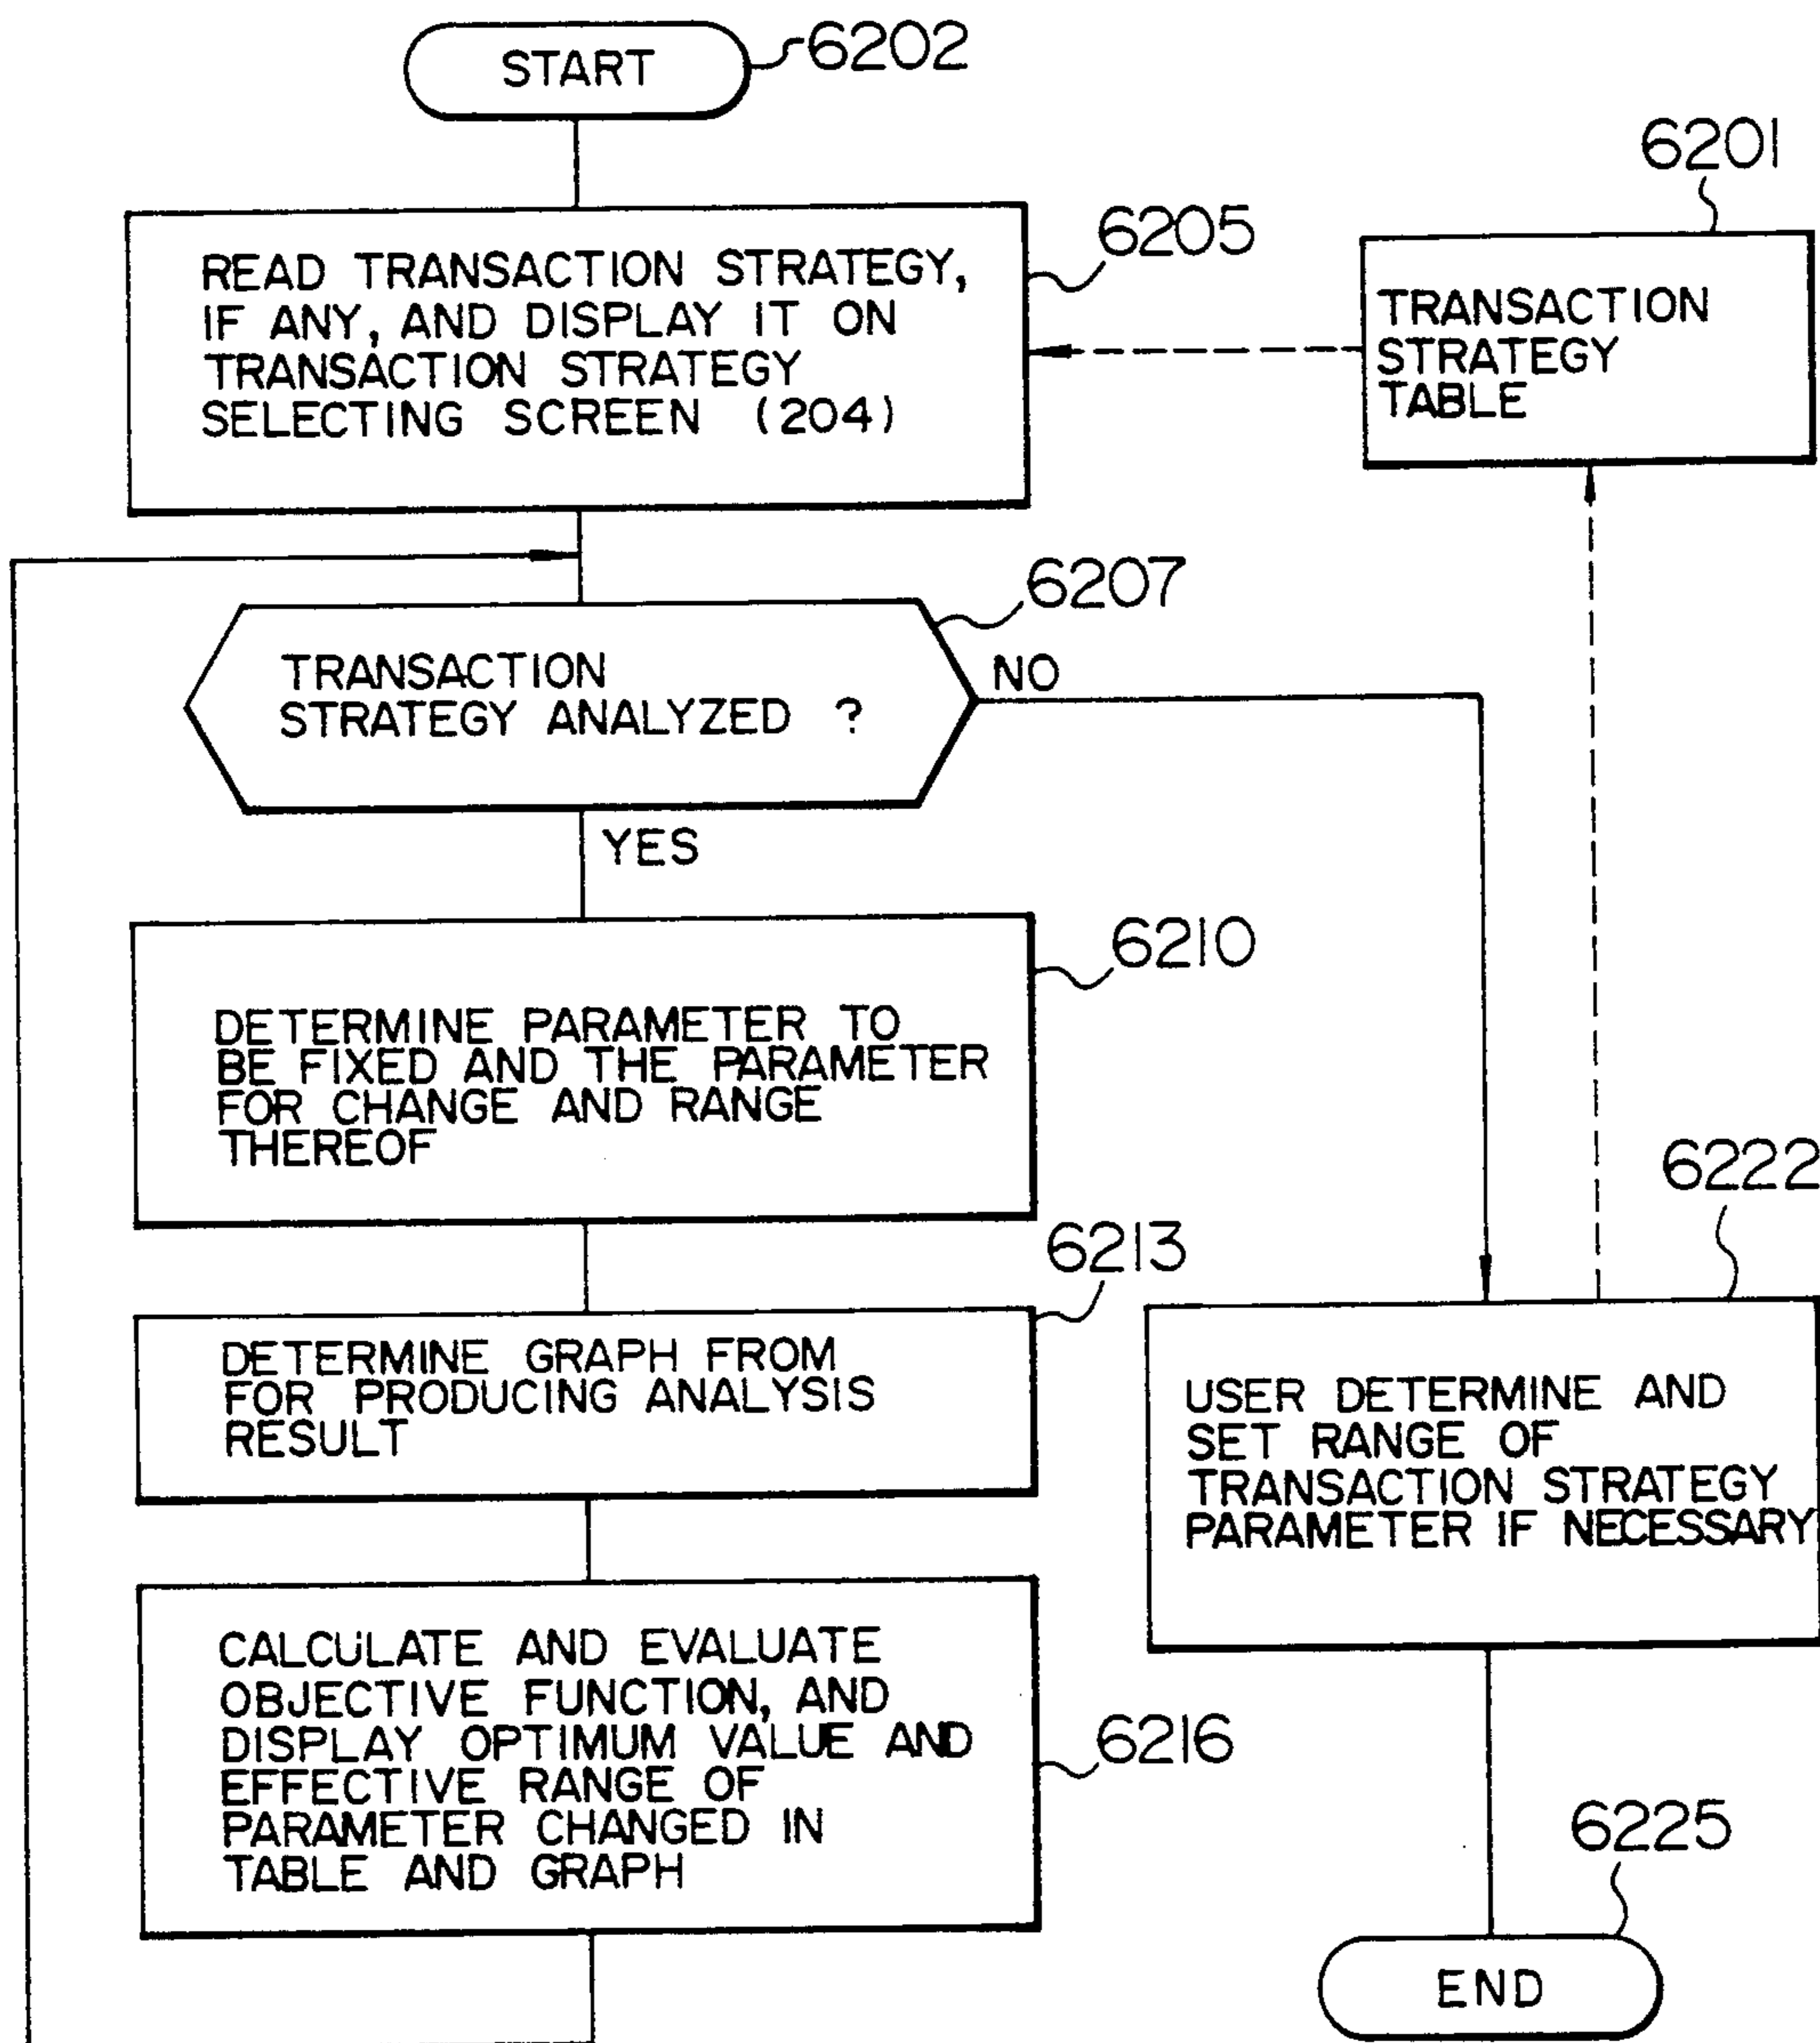 START
6202
6201
READ TRANSACTION STRATEGY,
IF ANY, AND DISPLAY IT ON
TRANSACTION STRATEGY
SELECTING SCREEN (204)
6205
TRANSACTION
STRATEGY
TABLE
6207
TRANSACTION
STRATEGY ANALYZED ?
NO
YES
6210
DETERMINE PARAMETER TO
BE FIXED AND THE PARAMETER
FOR CHANGE AND RANGE
THEREOF
6213
DETERMINE GRAPH FROM
FOR PRODUCING ANALYSIS
RESULT
6222
USER DETERMINE AND
SET RANGE OF
TRANSACTION STRATEGY
PARAMETER IF NECESSARY
CALCULATE AND EVALUATE
OBJECTIVE FUNCTION, AND
DISPLAY OPTIMUM VALUE AND
EFFECTIVE RANGE OF
PARAMETER CHANGED IN
TABLE AND GRAPH
6216
6225
END